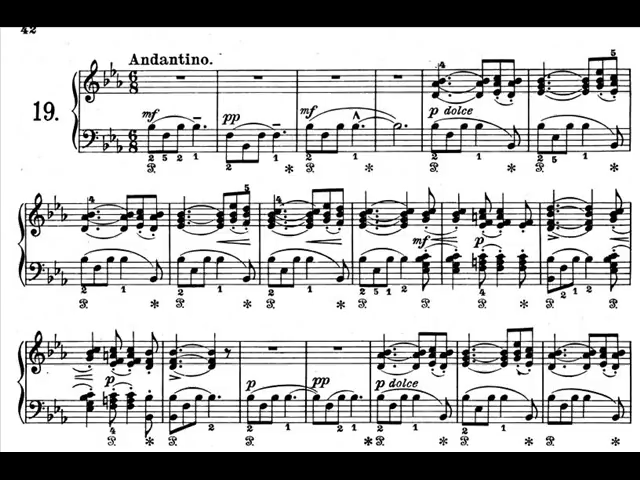 42
Andantino.
19.
mf pp mf p dolce
mf p
p p pp p dolce